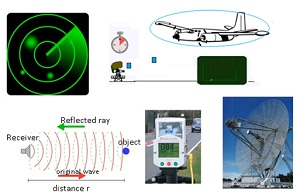 Reflected ray
Receiver
object
original wave
distance r